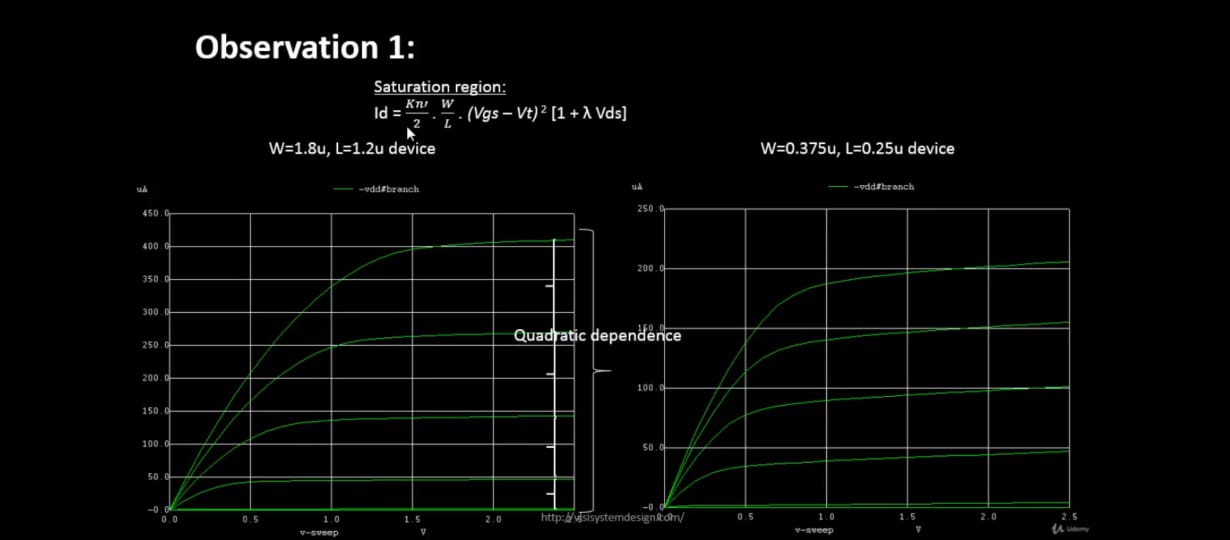 Observation 1:
Saturation region:
Id = Kn′/2 . W/L . (Vgs – Vt) ² [1 + λ Vds]
W=1.8u, L=1.2u device
W=0.375u, L=0.25u device
uA
-vdd#branch
450.0
400.0
350.0
300.0
250.0
200.0
150.0
100.0
50.0
-0.0
0.0 0.5 1.0 1.5 2.0
v-sweep V
Quadratic dependence
uA
-vdd#branch
250.0
200.0
150.0
100.0
50.0
-0.0
0.5 1.0 1.5 2.0 2.5
v-sweep V
http://vlsisystemdesign.com/
Udemy